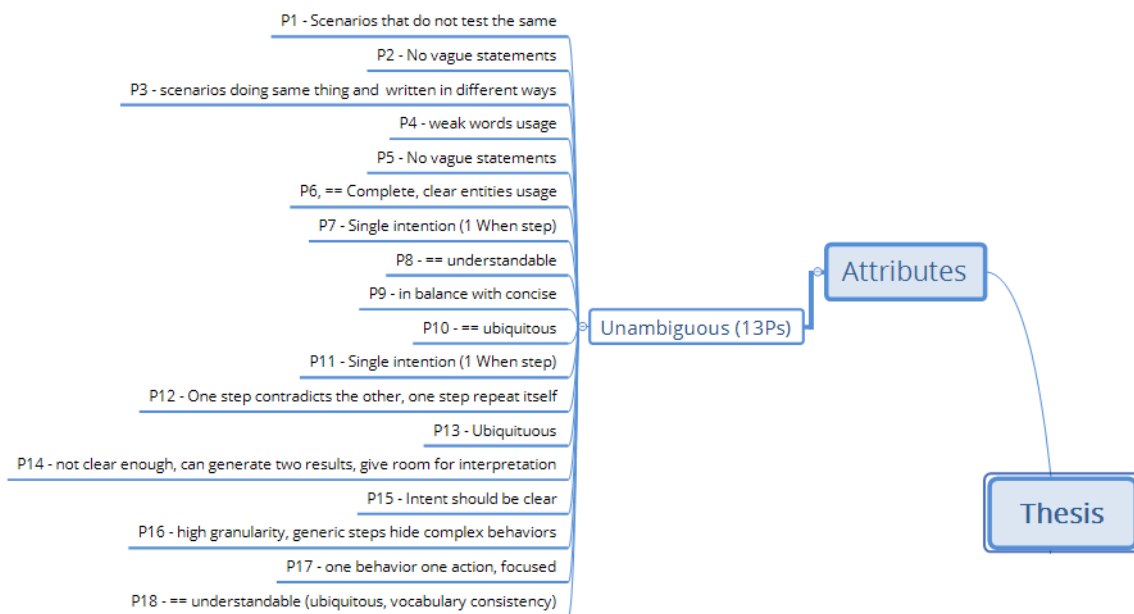 P1 - Scenarios that do not test the same
P2 - No vague statements
P3 - scenarios doing same thing and written in different ways
P4 - weak words usage
P5 - No vague statements
P6, == Complete, clear entities usage
P7 - Single intention (1 When step)
P8 - == understandable
P9 - in balance with concise
P10 - == ubiquitous
P11 - Single intention (1 When step)
P12 - One step contradicts the other, one step repeat itself
P13 - Ubiquituous
P14 - not clear enough, can generate two results, give room for interpretation
P15 - Intent should be clear
P16 - high granularity, generic steps hide complex behaviors
P17 - one behavior one action, focused
P18 - == understandable (ubiquitous, vocabulary consistency)
Unambiguous (13Ps)
Attributes
Thesis